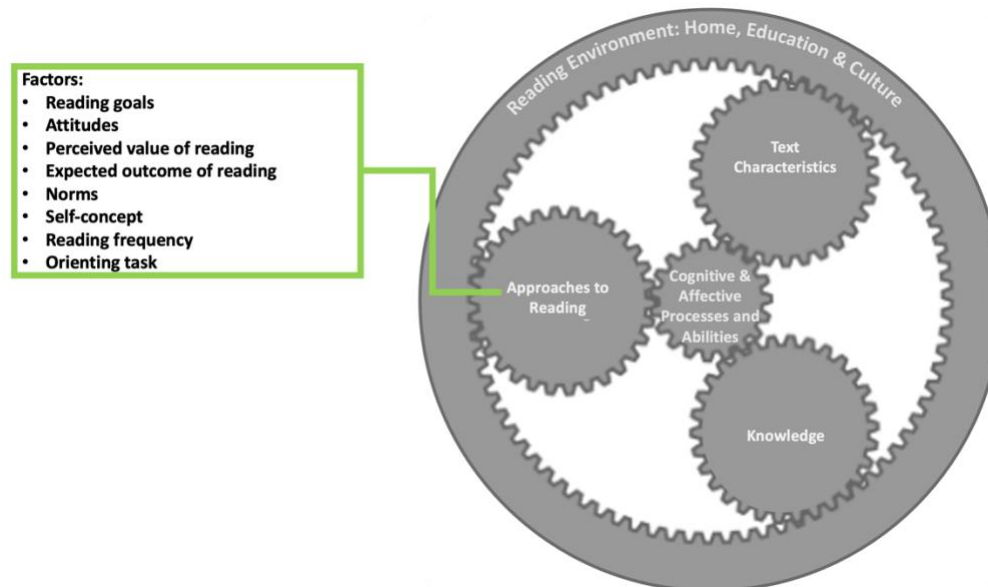 Reading Environment: Home, Education & Culture
Factors:
• Reading goals
• Attitudes
• Perceived value of reading
• Expected outcome of reading
• Norms
• Self-concept
• Reading frequency
• Orienting task
Text
Characteristics
Approaches to
Reading
Cognitive &
Affective
Processes and
Abilities
Knowledge